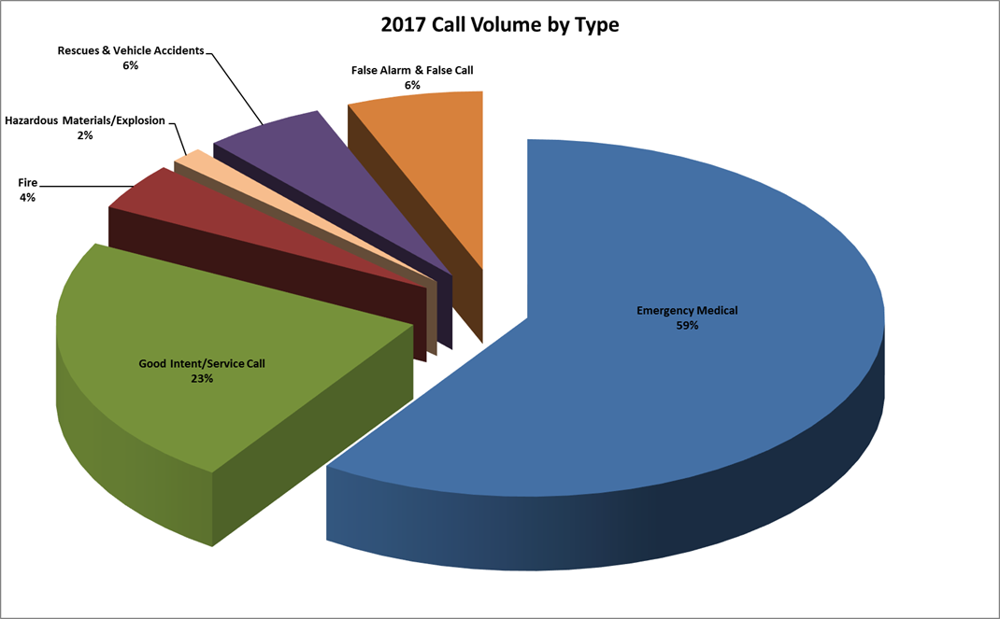 2017 Call Volume by Type
Rescues & Vehicle Accidents
6%
False Alarm & False Call
6%
Hazardous Materials/Explosion
2%
Fire
4%
Emergency Medical
59%
Good Intent/Service Call
23%